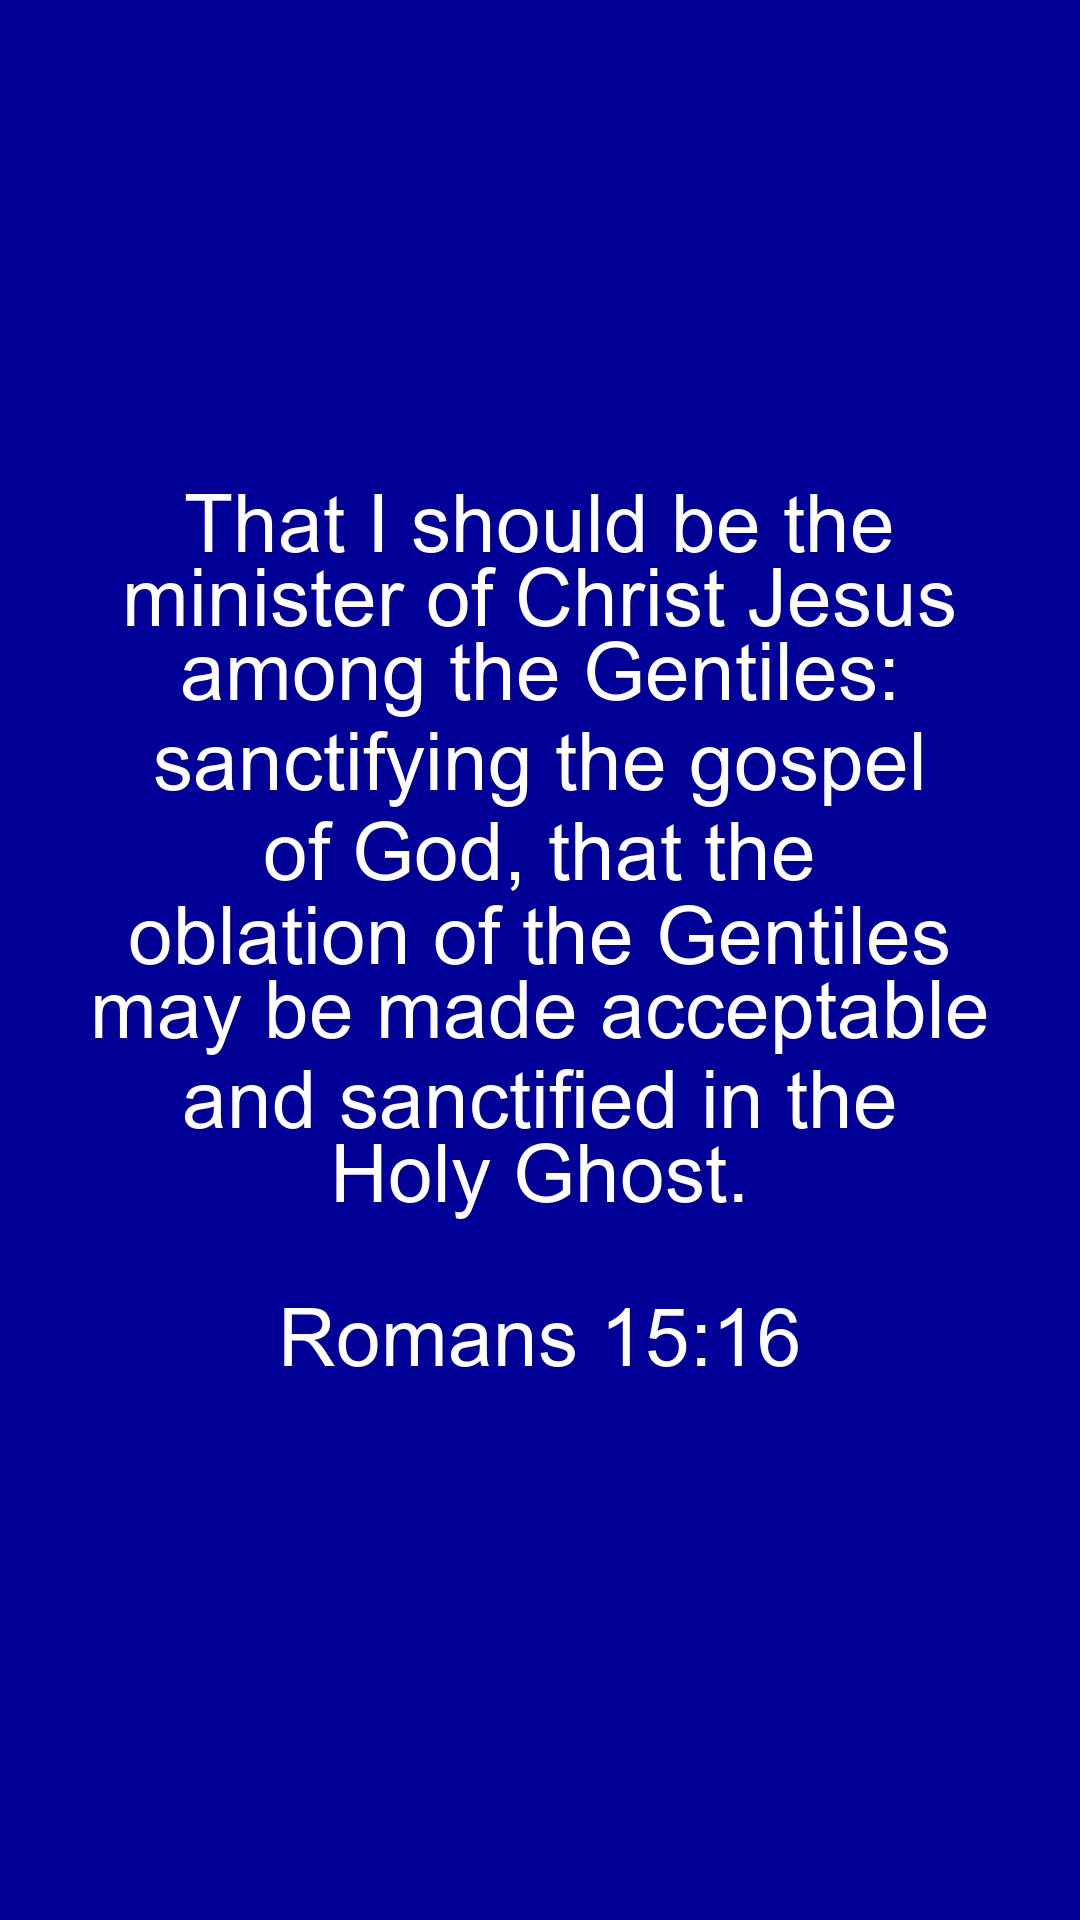 That I should be the
minister of Christ Jesus
among the Gentiles:
sanctifying the gospel
of God, that the
oblation of the Gentiles
may be made acceptable
and sanctified in the
Holy Ghost.
Romans 15:16